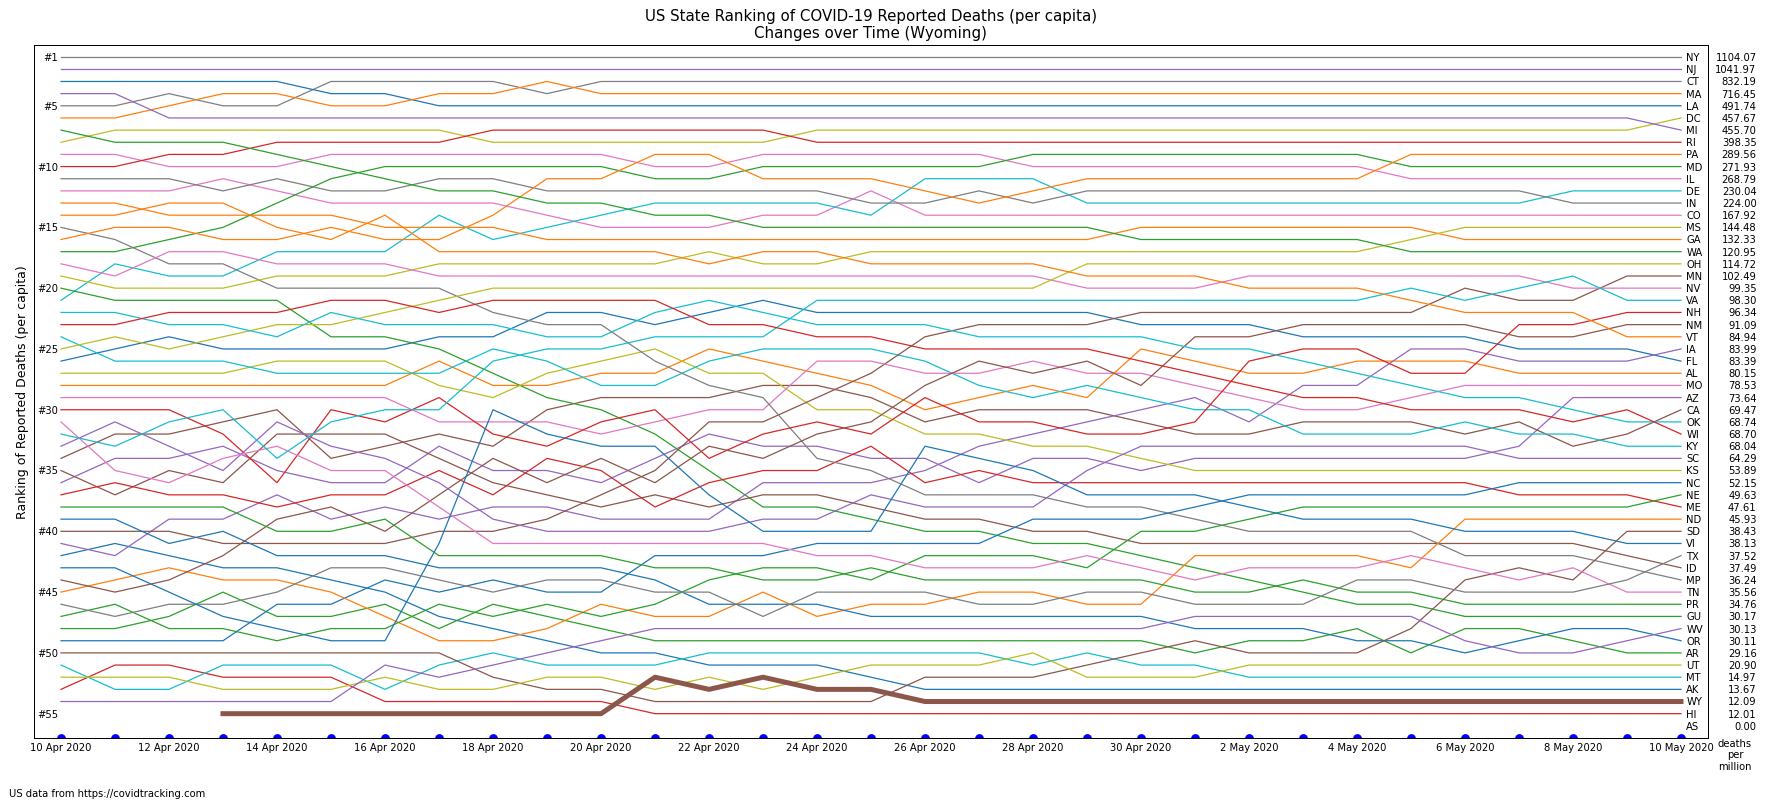 US State Ranking of COVID-19 Reported Deaths (per capita)
Changes over Time (Wyoming)
Ranking of Reported Deaths (per capita)
#1
#5
#10
#15
#20
#25
#30
#35
#40
#45
#50
#55
NY 1104.07
NJ 1041.97
CT 832.19
MA 716.45
LA 491.74
DC 457.67
MI 455.70
RI 398.35
PA 289.56
MD 271.93
IL 268.79
DE 230.04
IN 224.00
CO 167.92
MS 144.48
GA 132.33
WA 120.95
OH 114.72
MN 102.49
NV 99.35
VA 98.30
NH 96.34
NM 91.09
VT 84.94
IA 83.99
FL 83.39
AL 80.15
MO 78.53
AZ 73.64
CA 69.47
OK 68.74
WI 68.70
KY 68.04
SC 64.29
KS 53.89
NC 52.15
NE 49.63
ME 47.61
ND 45.93
SD 38.43
VI 38.13
TX 37.52
ID 37.49
MP 36.24
TN 35.56
PR 34.76
GU 30.17
WV 30.13
OR 30.11
AR 29.16
UT 20.90
MT 14.97
AK 13.67
WY 12.09
HI 12.01
AS 0.00
10 Apr 2020 12 Apr 2020 14 Apr 2020 16 Apr 2020 18 Apr 2020 20 Apr 2020 22 Apr 2020 24 Apr 2020 26 Apr 2020 28 Apr 2020 30 Apr 2020 2 May 2020 4 May 2020 6 May 2020 8 May 2020 10 May 2020
deaths
per
million
US data from https://covidtracking.com